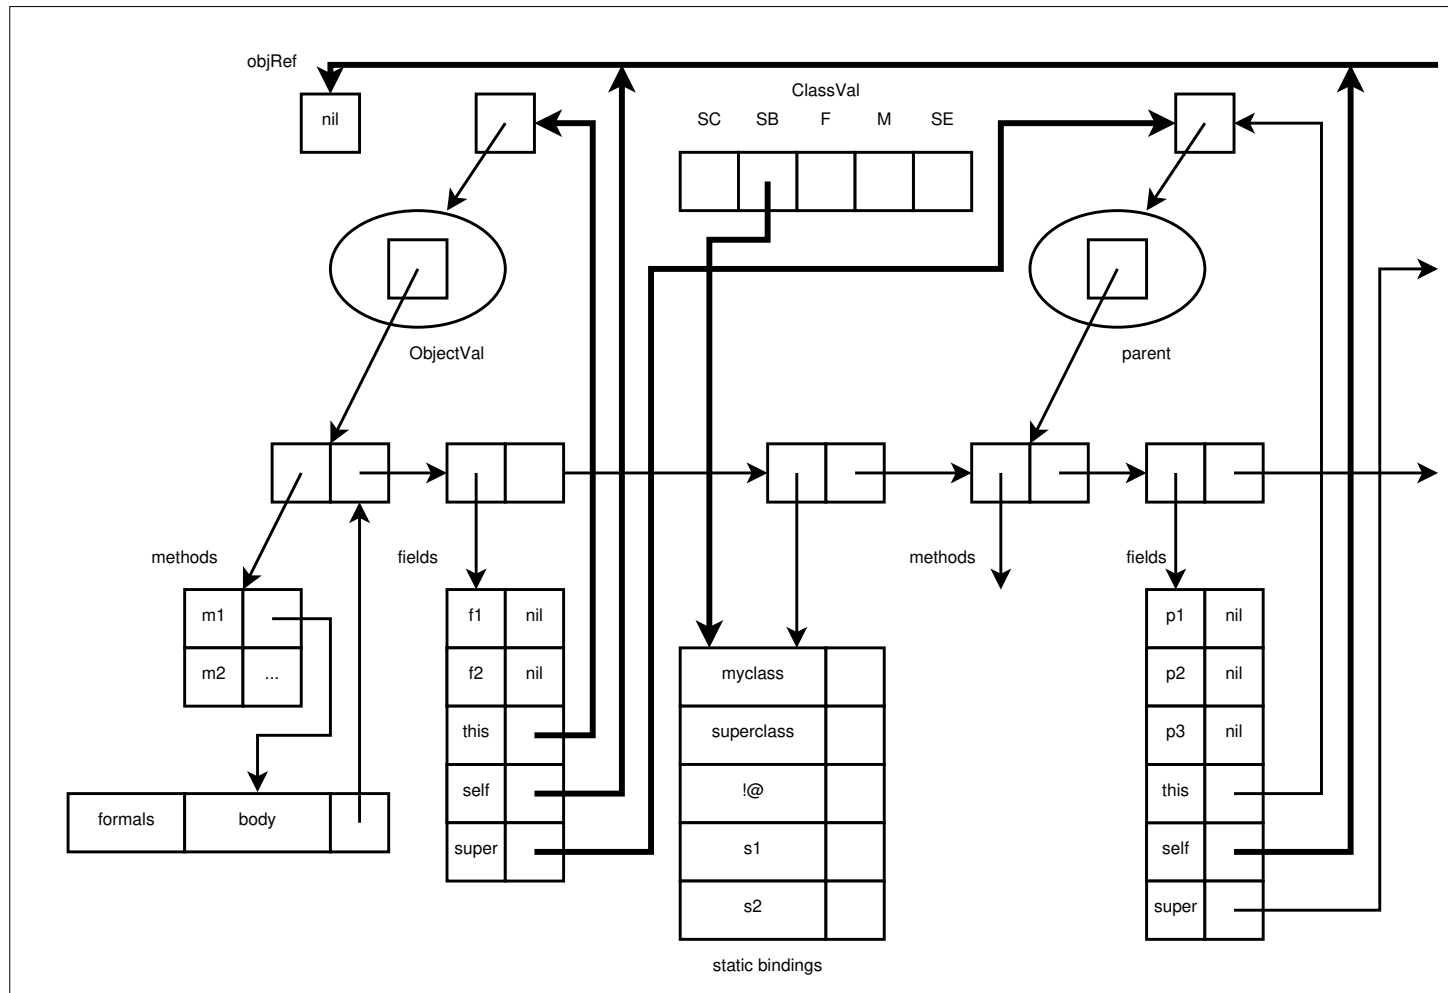 objRef
ClassVal
nil
SC SB F M SE
ObjectVal
parent
methods
fields
methods
fields
m1
m2 ...
f1 nil
f2 nil
this
self
super
myclass
superclass
!@
s1
s2
p1 nil
p2 nil
p3 nil
this
self
super
formals body
static bindings